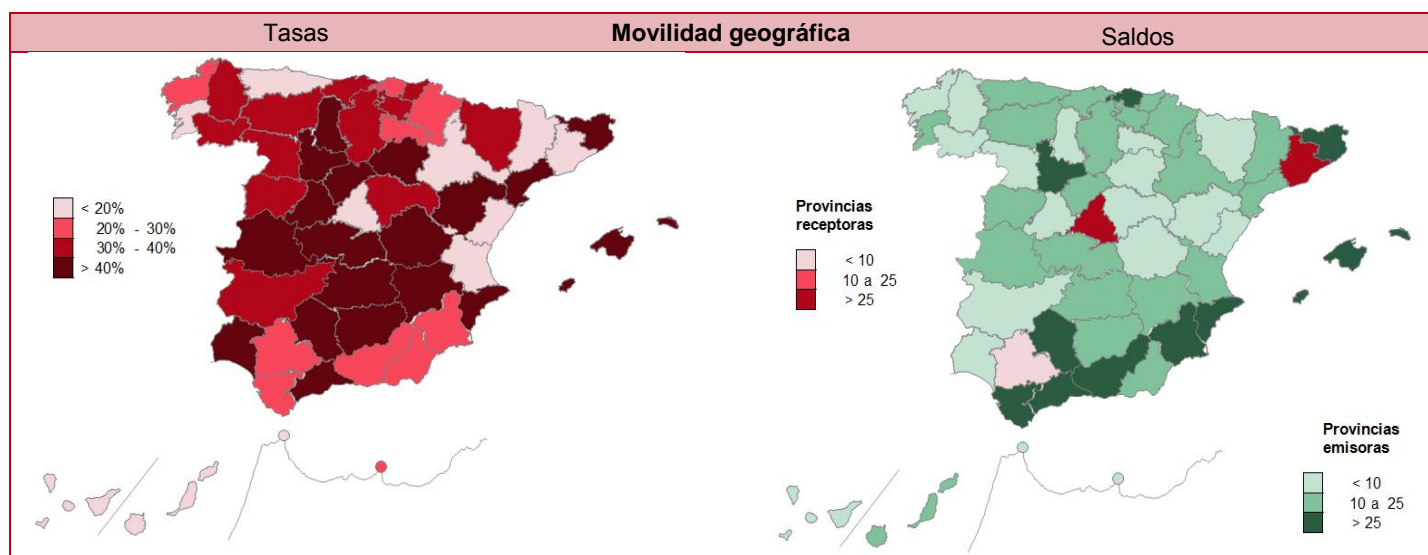 Tasas Movilidad geográfica Saldos
< 20%
20% - 30%
30% - 40%
> 40%
Provincias
receptoras
< 10
10 a 25
> 25
Provincias
emisoras
< 10
10 a 25
> 25